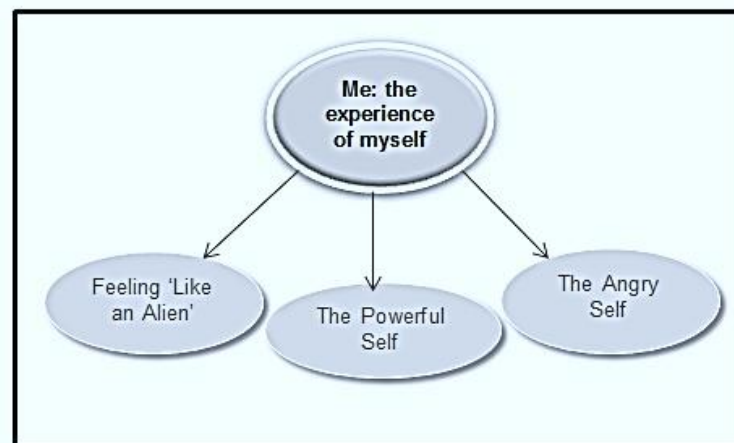 Me: the
experience
of myself
Feeling ‘Like
an Alien’
The Powerful
Self
The Angry
Self